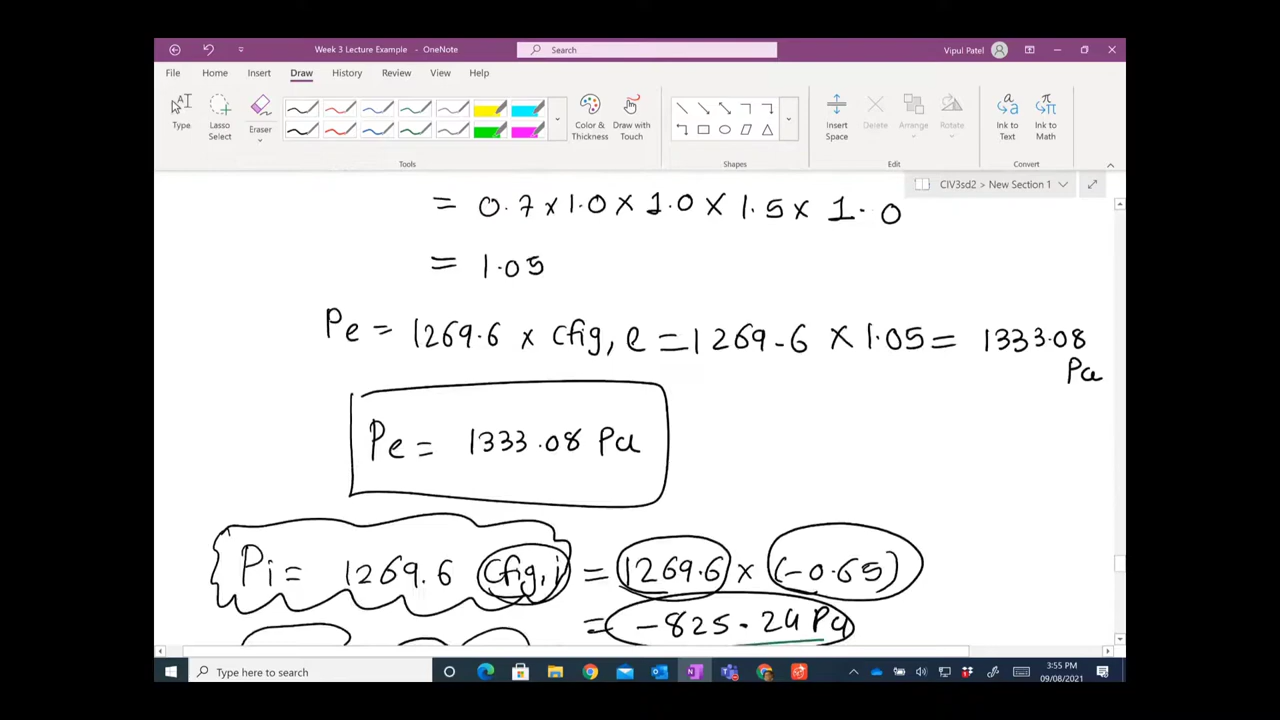 Week 3 Lecture Example - OneNote
Search
Vipul Patel
File Home Insert Draw History Review View Help
Type
Lasso Select
Eraser
Color & Thickness
Draw with Touch
Insert Space
Delete
Arrange
Rotate
Ink to Text
Ink to Math
Tools
Shapes
Edit
Convert
CIV3sd2 > New Section 1
= 0.7 x 1.0 x 1.0 x 1.5 x 1.0
= 1.05
Pe = 1269.6 x Cfig, e = 1269.6 x 1.05 = 1333.08
Pa
Pe = 1333.08 Pa
Pi = 1269.6 Cfig,i = 1269.6 x (-0.65)
= -825.24 Pa
Type here to search
3:55 PM
09/08/2021